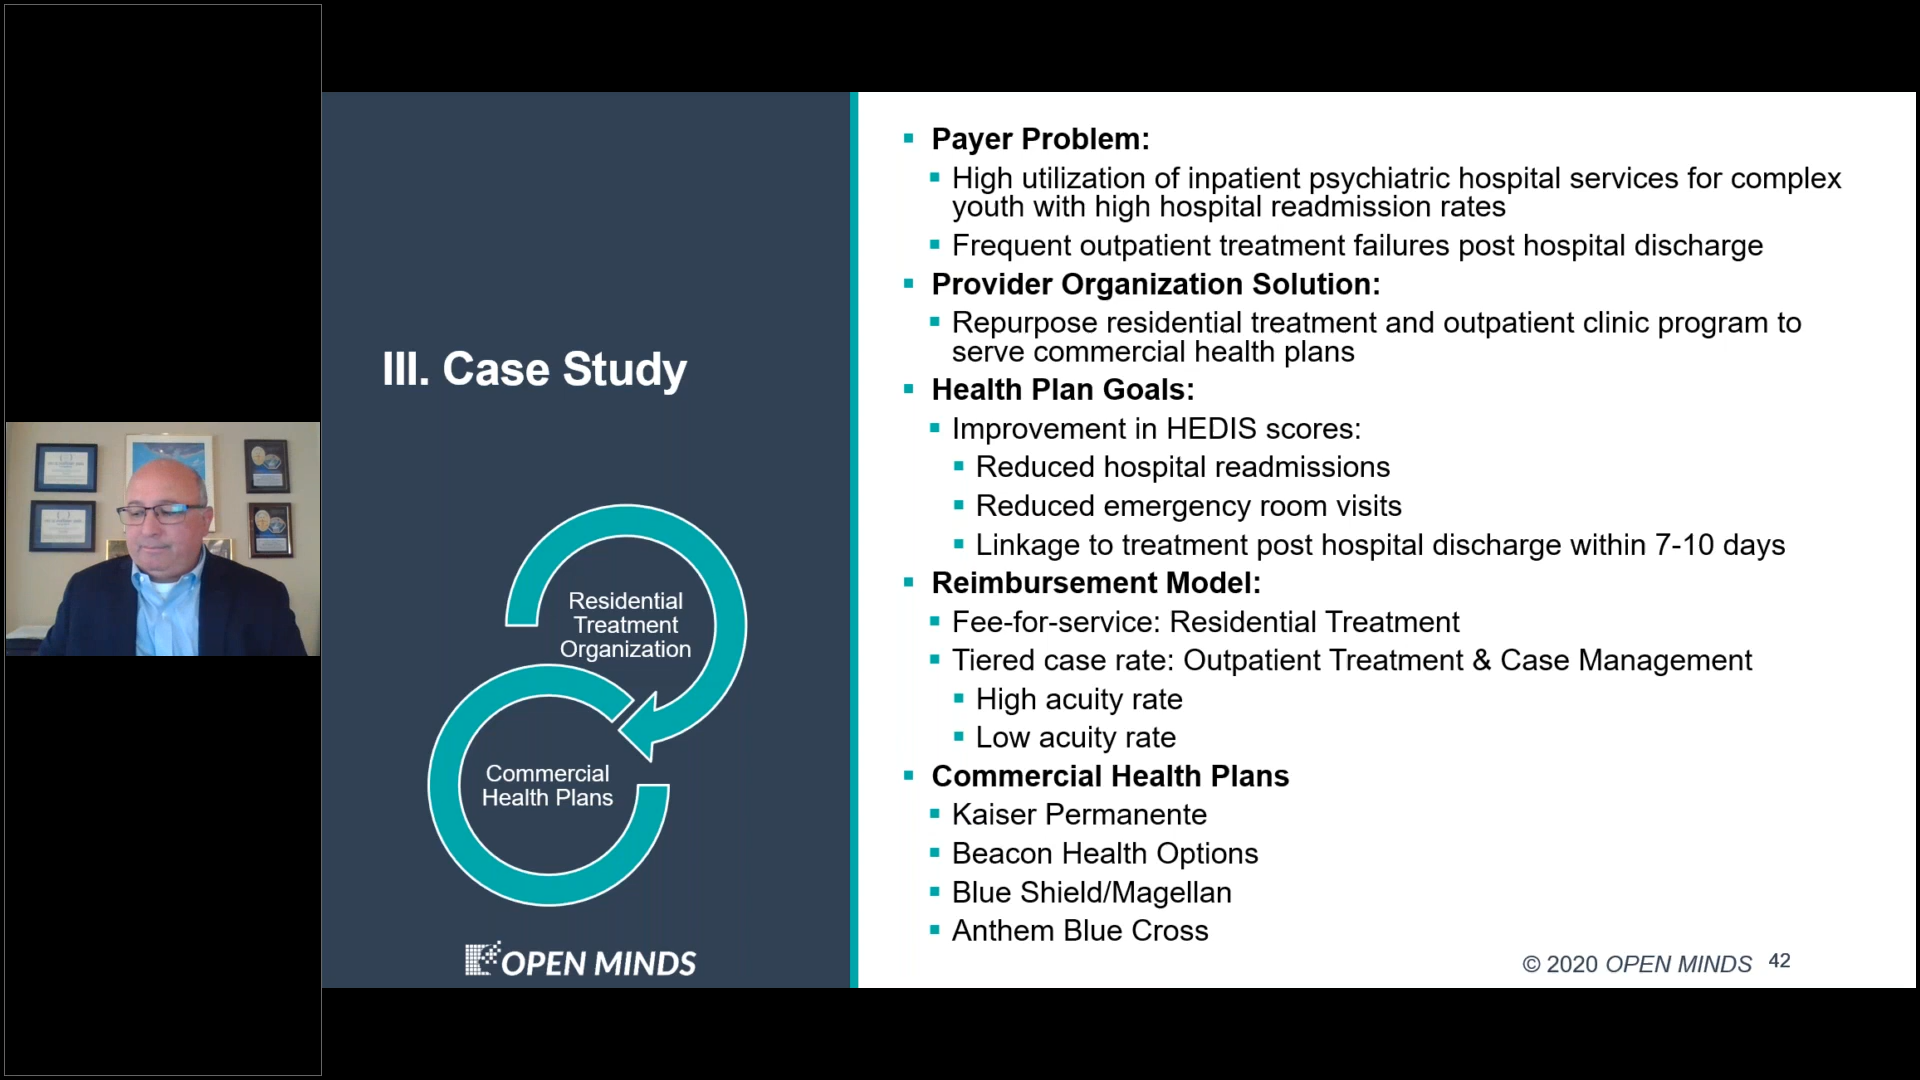 III. Case Study
Residential
Treatment
Organization
Commercial
Health Plans
OPEN MINDS
Payer Problem:
High utilization of inpatient psychiatric hospital services for complex
youth with high hospital readmission rates
Frequent outpatient treatment failures post hospital discharge
Provider Organization Solution:
Repurpose residential treatment and outpatient clinic program to
serve commercial health plans
Health Plan Goals:
Improvement in HEDIS scores:
Reduced hospital readmissions
Reduced emergency room visits
Linkage to treatment post hospital discharge within 7-10 days
Reimbursement Model:
Fee-for-service: Residential Treatment
Tiered case rate: Outpatient Treatment & Case Management
High acuity rate
Low acuity rate
Commercial Health Plans
Kaiser Permanente
Beacon Health Options
Blue Shield/Magellan
Anthem Blue Cross
© 2020 OPEN MINDS 42